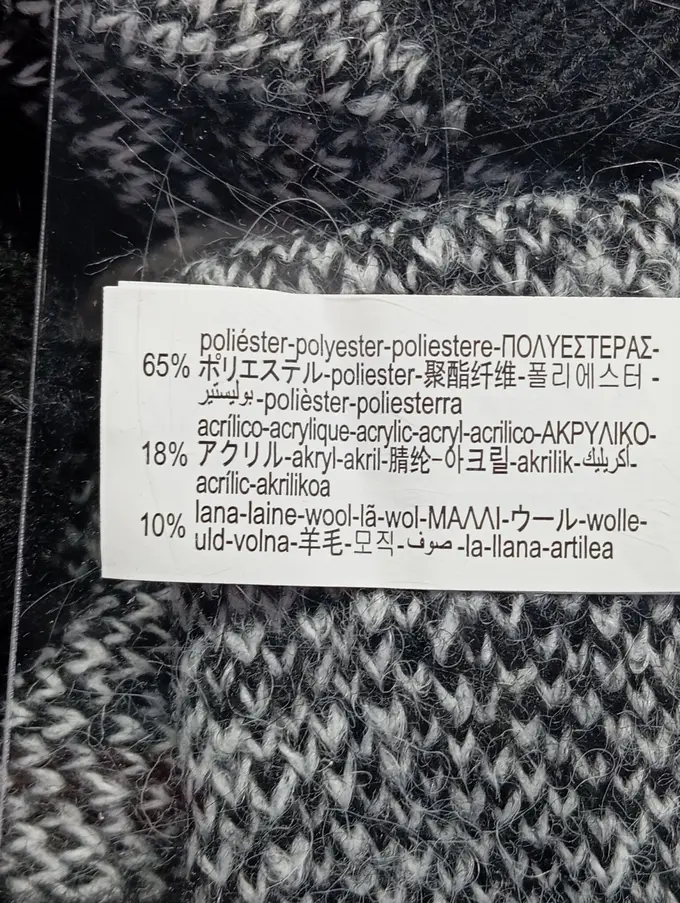 poliéster-polyester-poliestere-ΠΟΛΥΕΣΤΕΡΑΣ-
65% ポリエステル-poliester-聚酯纤维-폴리에스터-
بوليستير-polièster-poliesterra
acrílico-acrylique-acrylic-acryl-acrilico-ΑΚΡΥΛΙΚΟ-
18% アクリル-akryl-akril-腈纶-아크릴-akrilik-أكريليك-
acrílic-akrilikoa
10% lana-laine-wool-lã-wol-ΜΑΛΛΙ-ウール-wolle-
uld-volna-羊毛-모직-صوف-la-llana-artilea